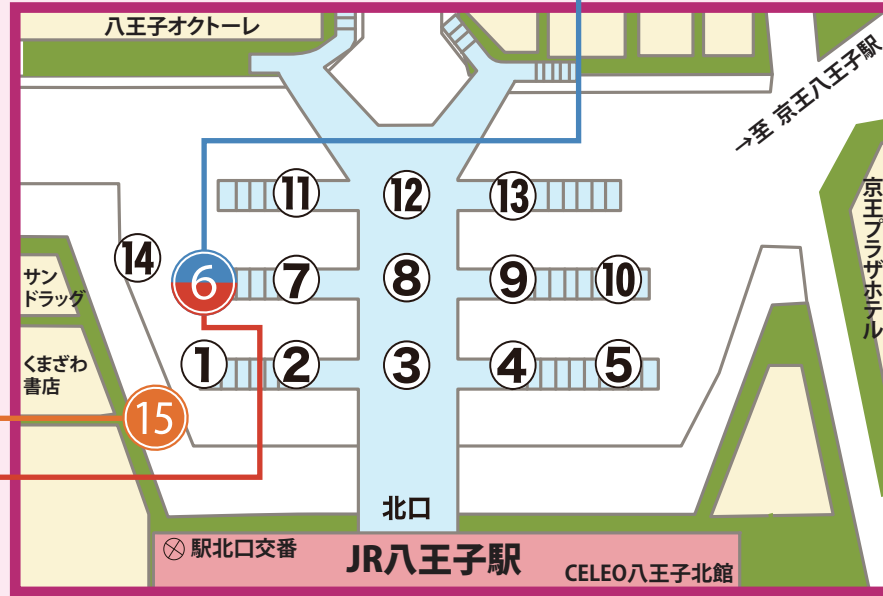 八王子オクトーレ
→至 京王八王子駅
京王プラザホテル
⑪
⑫
⑬
⑭
6
⑦
⑧
⑨
⑩
サン
ドラッグ
①
②
③
④
⑤
くまざわ
書店
15
北口
駅北口交番
JR八王子駅
CELEO八王子北館